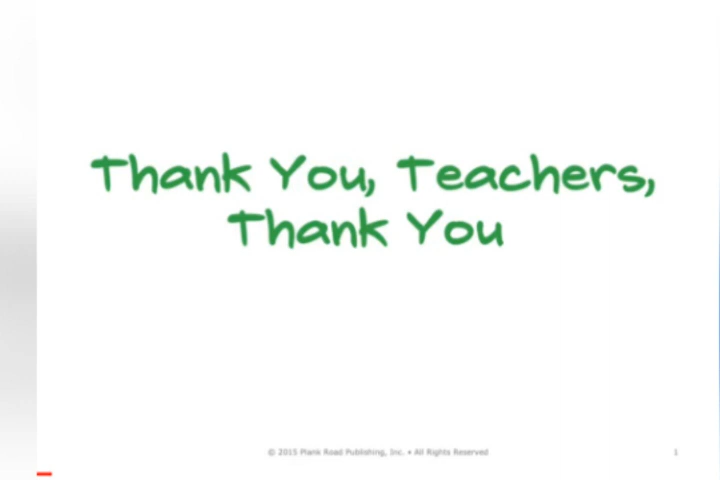 Thank You, Teachers,
Thank You
© 2015 Plank Road Publishing, Inc. • All Rights Reserved
1